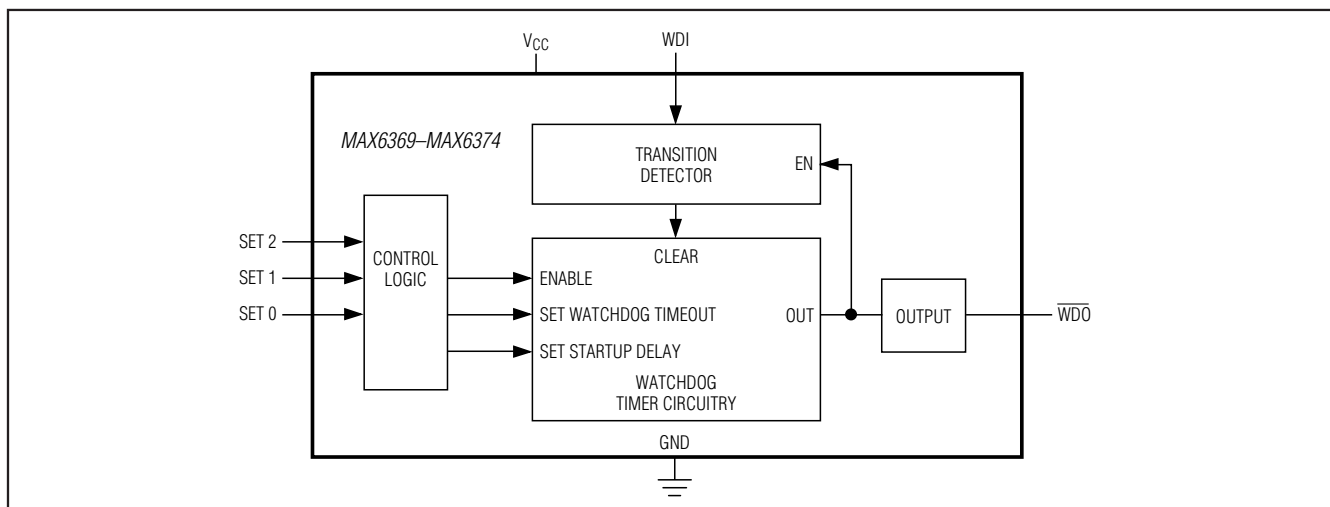 VCC
WDI
MAX6369–MAX6374
TRANSITION
DETECTOR
EN
SET 2
SET 1
SET 0
CONTROL
LOGIC
CLEAR
ENABLE
SET WATCHDOG TIMEOUT
SET STARTUP DELAY
OUT
WATCHDOG
TIMER CIRCUITRY
OUTPUT
W̅D̅O̅
GND